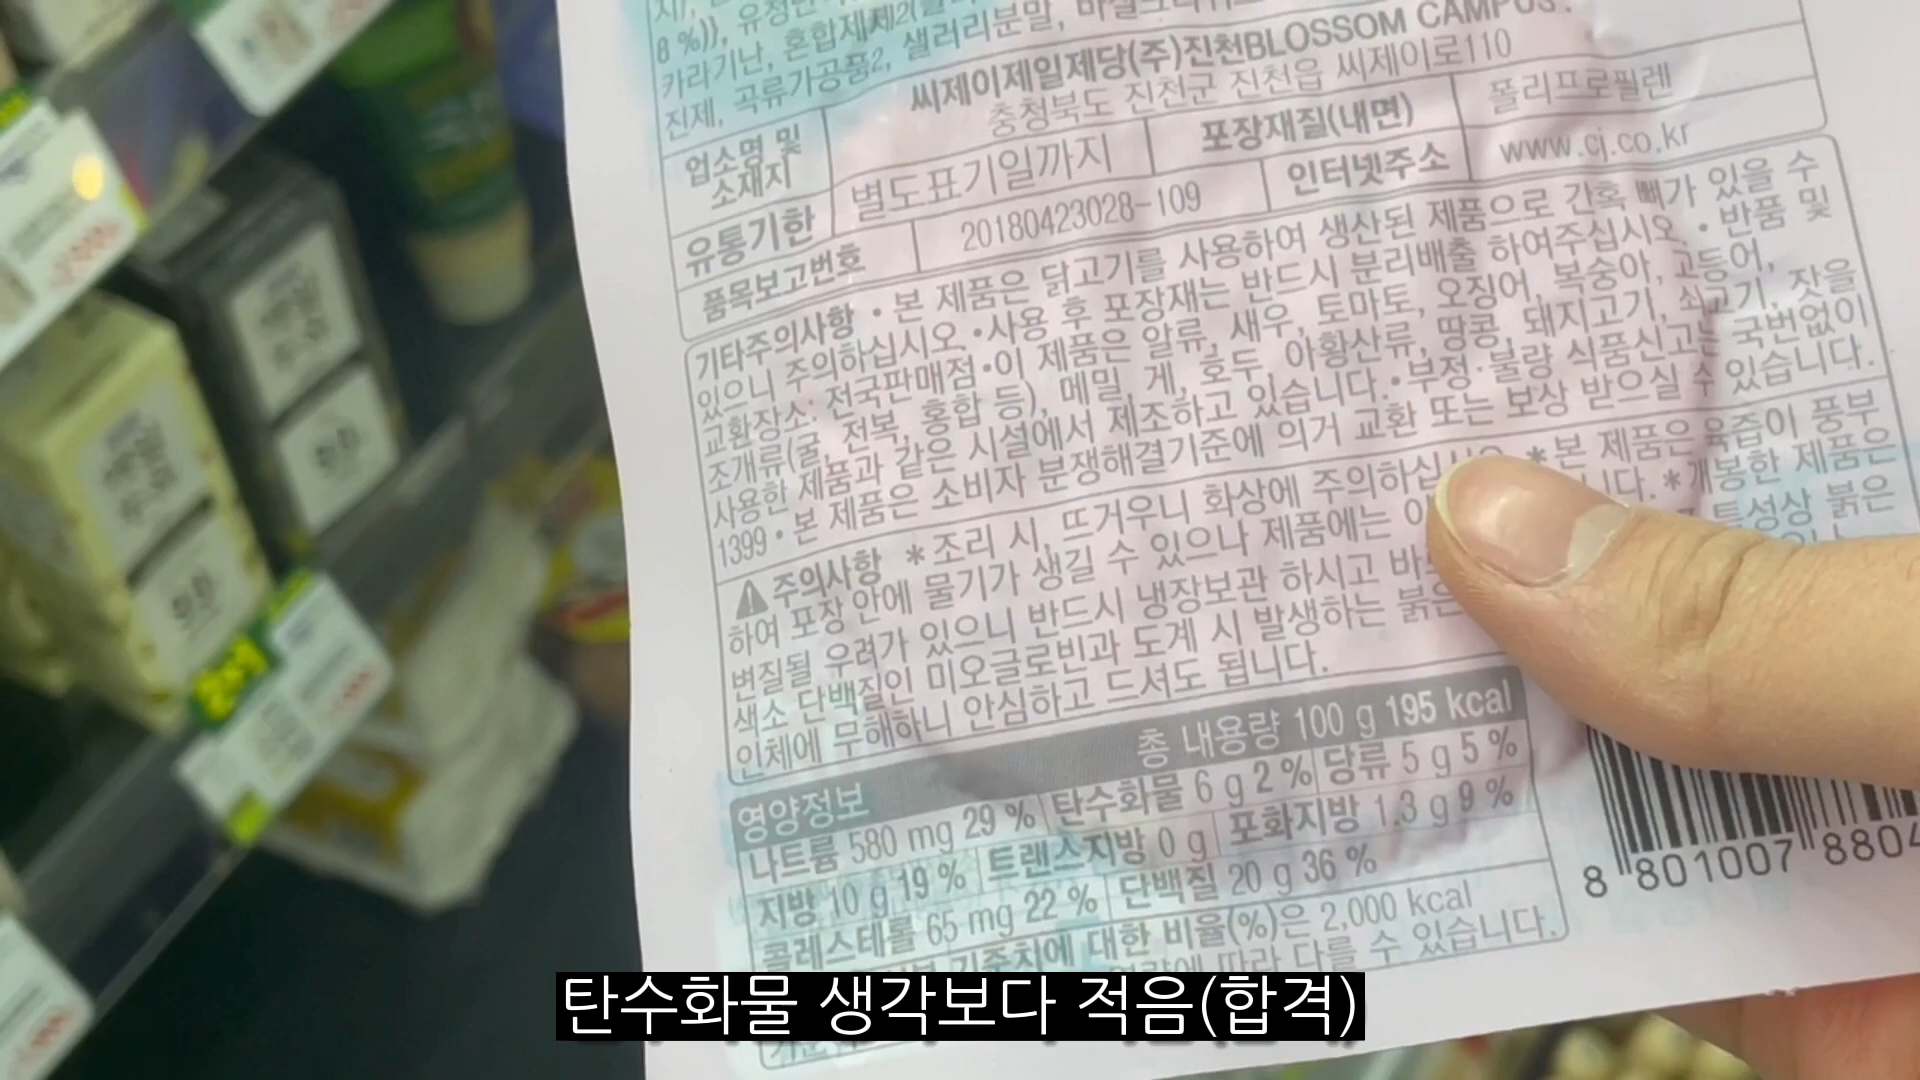 8 %)), 유청단
카라기난, 혼합제제2
진제, 곡류가공품2, 샐러리분말,
씨제이제일제당(주)진천BLOSSOM CAMPUS:
업소명 및
소재지
충청북도 진천군 진천읍 씨제이로110
유통기한 별도표기일까지 포장재질(내면) 폴리프로필렌
품목보고번호 20180423028-109 인터넷주소 www.cj.co.kr
기타주의사항 • 본 제품은 닭고기를 사용하여 생산된 제품으로 간혹 뼈가 있을 수
있으니 주의하십시오 •사용 후 포장재는 반드시 분리배출 하여주십시오 • 반품 및
교환장소: 전국판매점•이 제품은 알류, 새우, 토마토, 오징어, 복숭아, 고등어,
조개류(굴, 전복, 홍합 등), 메밀, 게, 호두, 아황산류, 땅콩, 돼지고기, 쇠고기, 잣을
사용한 제품과 같은 시설에서 제조하고 있습니다.•부정·불량 식품신고는 국번없이
1399 • 본 제품은 소비자 분쟁해결기준에 의거 교환 또는 보상 받으실 수 있습니다.
주의사항 *조리 시, 뜨거우니 화상에 주의하십시오 *본 제품은 육즙이 풍부
하여 포장 안에 물기가 생길 수 있으나 제품에는 이 니다.*개봉한 제품은
변질될 우려가 있으니 반드시 냉장보관 하시고 특성상 붉은
색소 단백질인 미오글로빈과 도계 시 발생하는 붉은
인체에 무해하니 안심하고 드셔도 됩니다.
영양정보 총 내용량 100 g 195 kcal
나트륨 580 mg 29 % 탄수화물 6 g 2 % 당류 5 g 5 %
지방 10 g 19 % 트랜스지방 0 g 포화지방 1.3 g 9 %
콜레스테롤 65 mg 22 % 단백질 20 g 36 %
기준치에 대한 비율(%)은 2,000 kcal
따라 다를 수 있습니다.
8 801007 8804
2+1
탄수화물 생각보다 적음(합격)